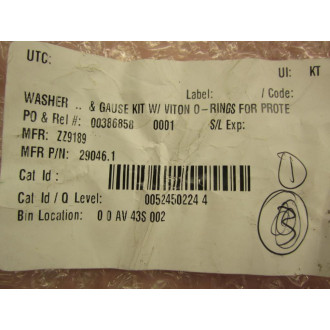 UTC:
UI: KT
Label: / Code:
WASHER .. & GAUSE KIT W/ VITON O-RINGS FOR PROTE
PO & Rel #: 00386858 0001 S/L Exp:
MFR: ZZ9189
MFR P/N: 29046.1
Cat Id :
Cat Id / Q Level: 0052450224 4
Bin Location: 0 0 AV 43S 002
1